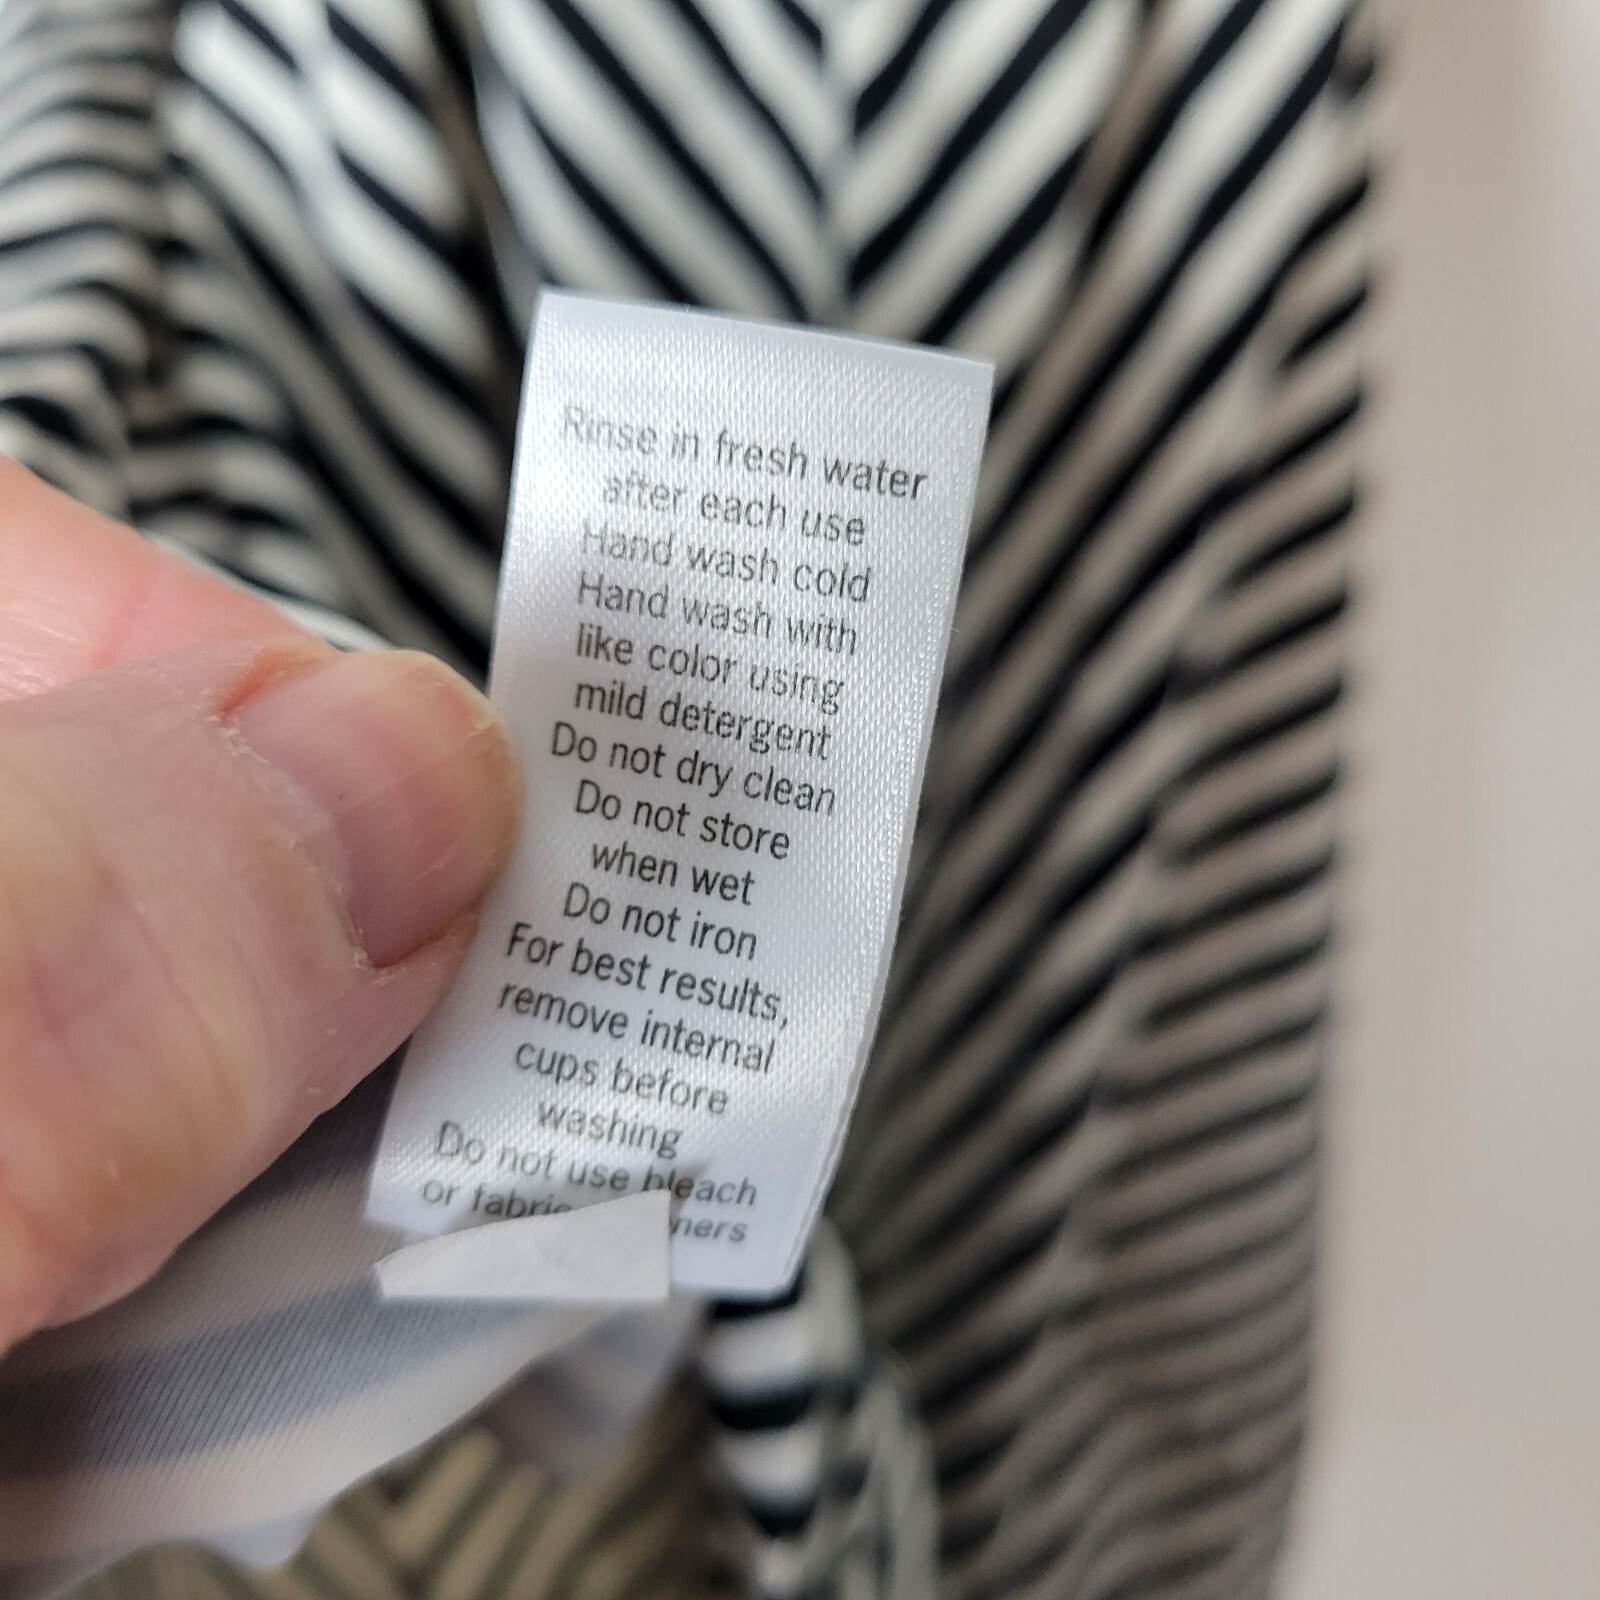 Rinse in fresh water
after each use
Hand wash cold
Hand wash with
like color using
mild detergent
Do not dry clean
Do not store
when wet
Do not iron
For best results,
remove internal
cups before
washing
Do not use bleach
or